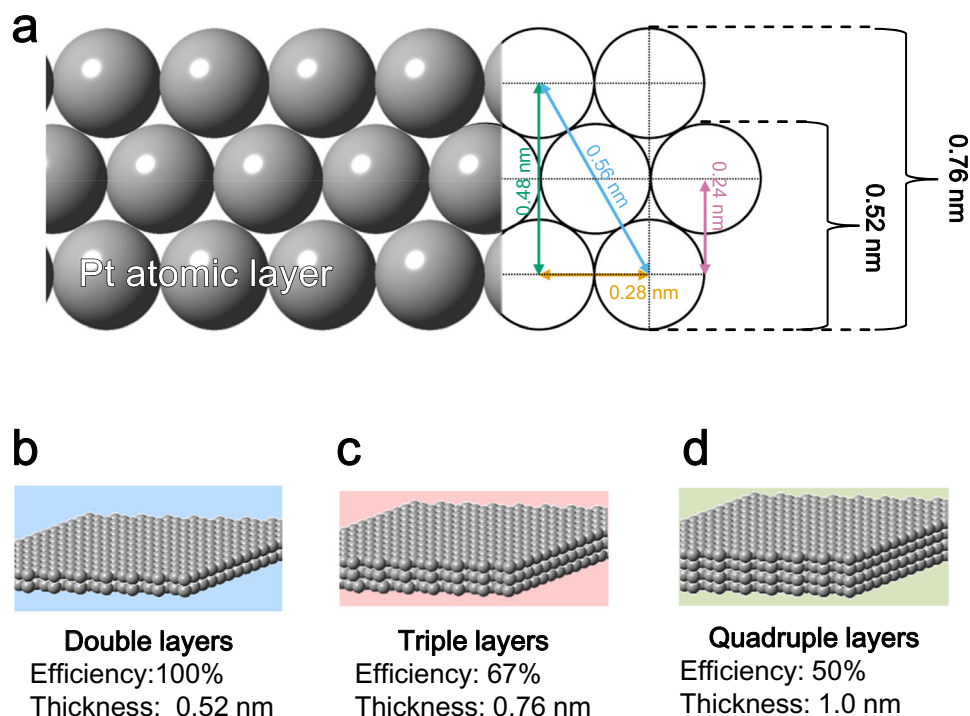 a
0.48 nm
0.56 nm
0.24 nm
0.28 nm
0.52 nm
0.76 nm
Pt atomic layer
b
c
d
Double layers
Efficiency:100%
Thickness: 0.52 nm
Triple layers
Efficiency: 67%
Thickness: 0.76 nm
Quadruple layers
Efficiency: 50%
Thickness: 1.0 nm